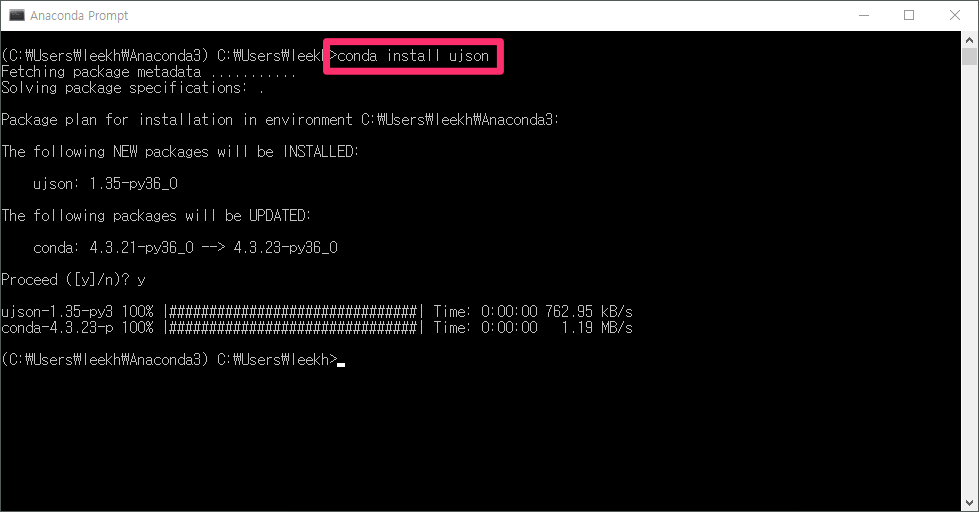 Anaconda Prompt
(C:₩Users₩leekh₩Anaconda3) C:₩Users₩leekh>conda install ujson
Fetching package metadata ...........
Solving package specifications: .
Package plan for installation in environment C:₩Users₩leekh₩Anaconda3:
The following NEW packages will be INSTALLED:
ujson: 1.35-py36_0
The following packages will be UPDATED:
conda: 4.3.21-py36_0 --> 4.3.23-py36_0
Proceed ([y]/n)? y
ujson-1.35-py3 100% |###############################| Time: 0:00:00 762.95 kB/s
conda-4.3.23-p 100% |###############################| Time: 0:00:00   1.19 MB/s
(C:₩Users₩leekh₩Anaconda3) C:₩Users₩leekh>